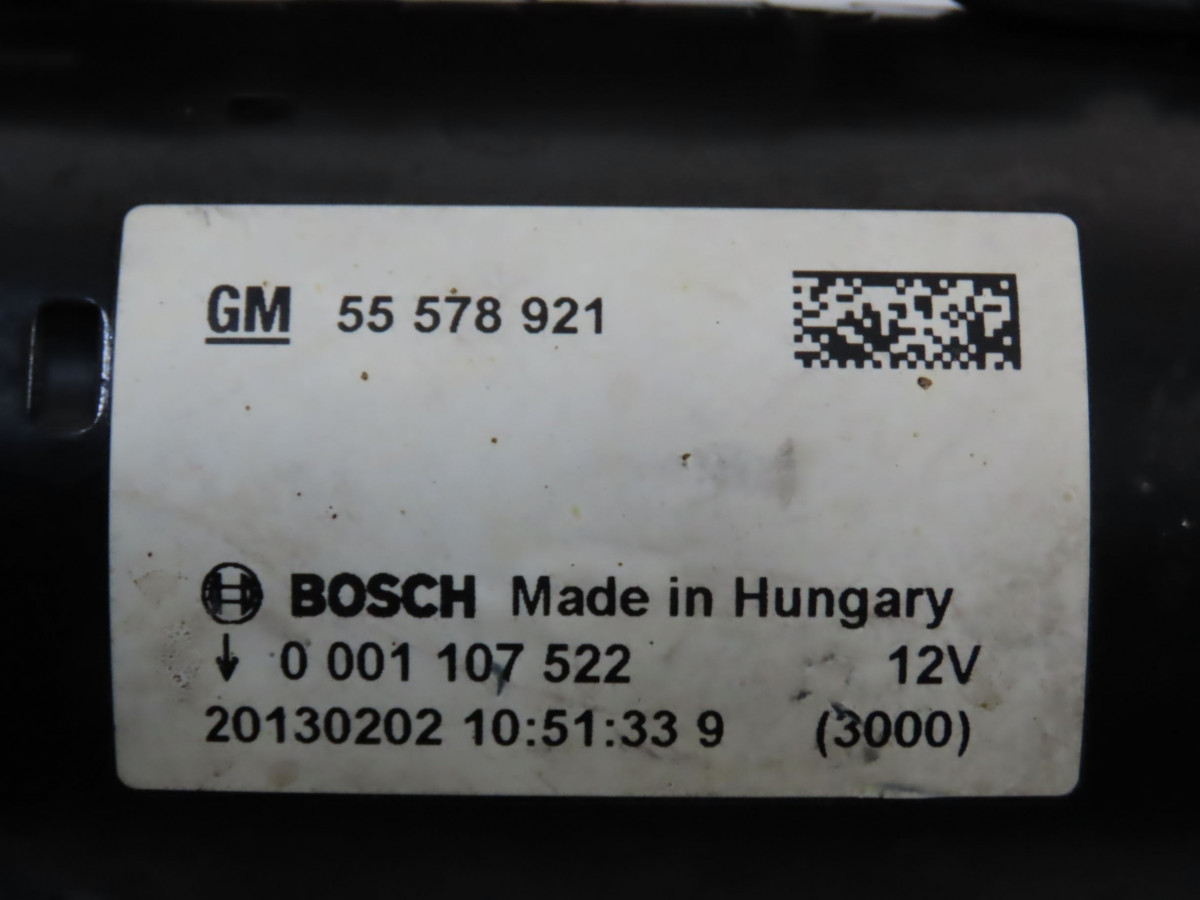 GM 55 578 921
BOSCH Made in Hungary
↓ 0 001 107 522 12V
20130202 10:51:33 9 (3000)